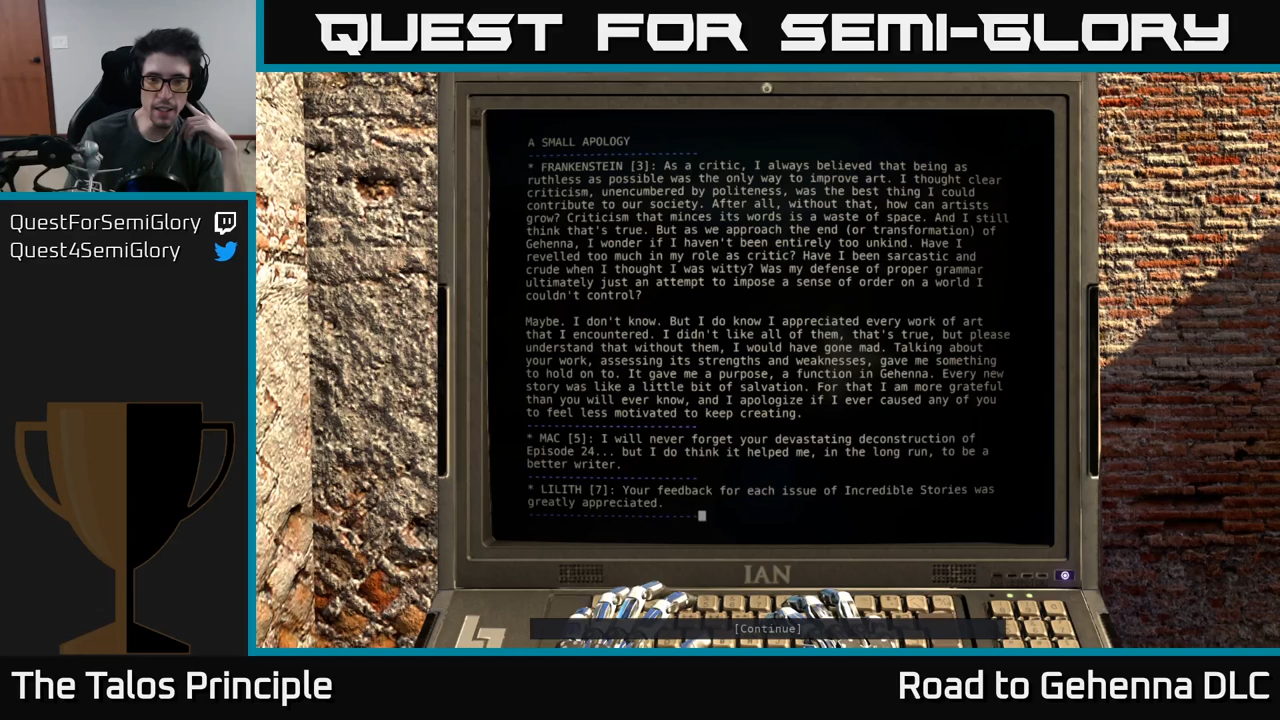 QUEST FOR SEMI-GLORY
QuestForSemiGlory
Quest4SemiGlory
A SMALL APOLOGY
* FRANKENSTEIN [3]: As a critic, I always believed that being as
ruthless as possible was the only way to improve art. I thought clear
criticism, unencumbered by politeness, was the best thing I could
contribute to our society. After all, without that, how can artists
grow? Criticism that minces its words is a waste of space. And I still
think that's true. But as we approach the end (or transformation) of
Gehenna, I wonder if I haven't been entirely too unkind. Have I
revelled too much in my role as critic? Have I been sarcastic and
crude when I thought I was witty? Was my defense of proper grammar
ultimately just an attempt to impose a sense of order on a world I
couldn't control?
Maybe. I don't know. But I do know I appreciated every work of art
that I encountered. I didn't like all of them, that's true, but please
understand that without them, I would have gone mad. Talking about
your work, assessing its strengths and weaknesses, gave me something
to hold on to. It gave me a purpose, a function in Gehenna. Every new
story was like a little bit of salvation. For that I am more grateful
than you will ever know, and I apologize if I ever caused any of you
to feel less motivated to keep creating.
* MAC [5]: I will never forget your devastating deconstruction of
Episode 24... but I do think it helped me, in the long run, to be a
better writer.
* LILITH [7]: Your feedback for each issue of Incredible Stories was
greatly appreciated.
IAN
[Continue]
The Talos Principle
Road to Gehenna DLC